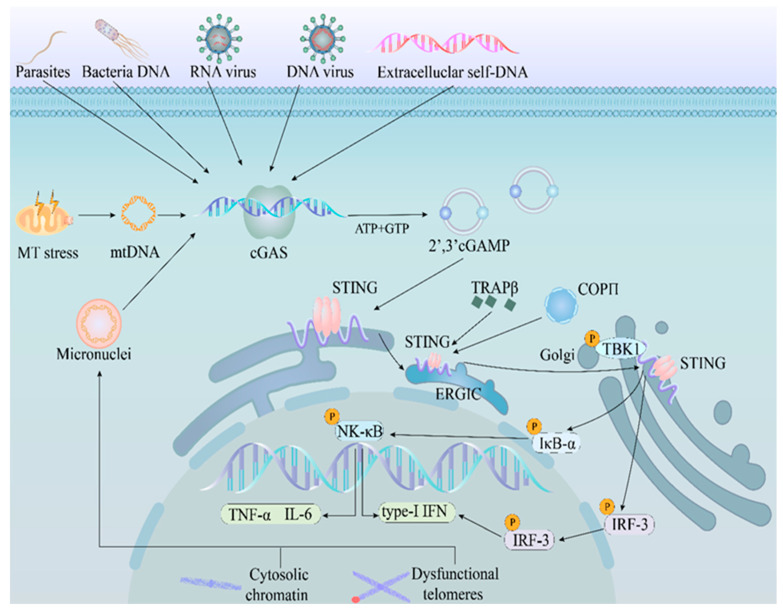 Parasites
Bacteria DNA
RNA virus
DNA virus
Extracelluclar self-DNA
MT stress
mtDNA
cGAS
ATP+GTP
2',3'cGAMP
STING
TRAPβ
COPΠ
Micronuclei
STING
ERGIC
Golgi
P
TBK1
STING
P
NK-κB
P
IκB-α
TNF-α IL-6
type-I IFN
P
IRF-3
P
IRF-3
Cytosolic
chromatin
Dysfunctional
telomeres